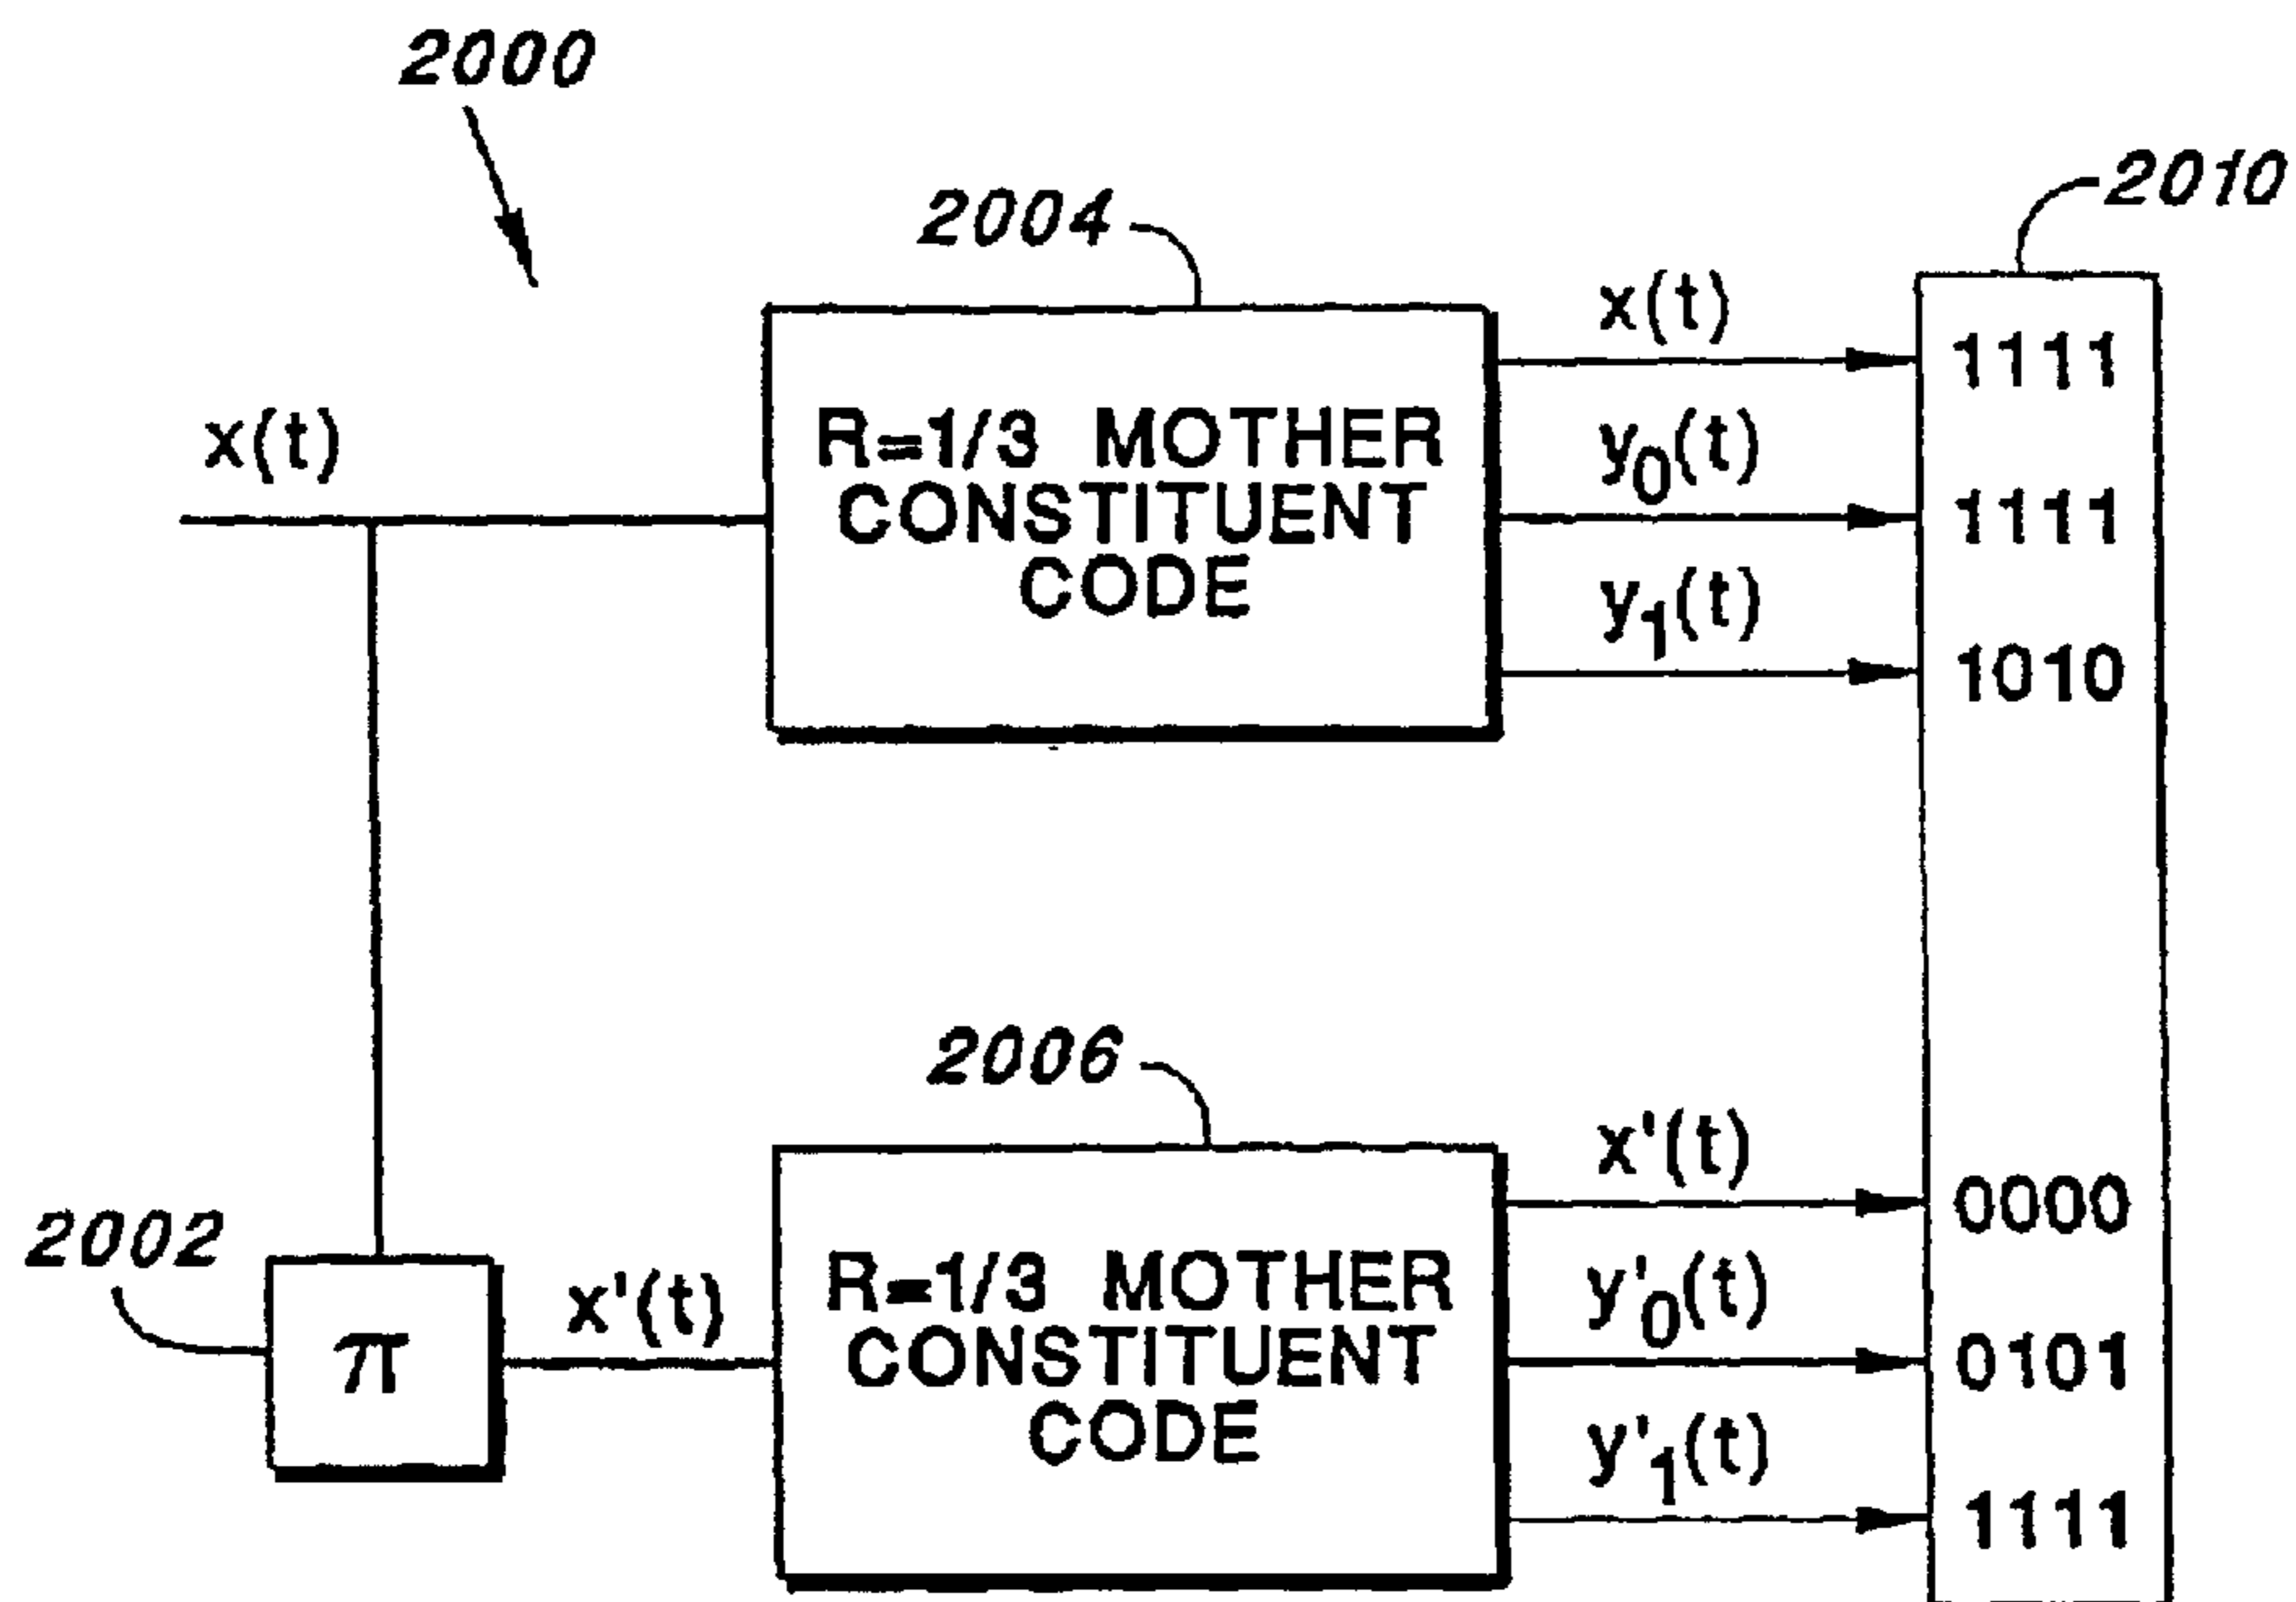 2000
2004
2010
x(t)
R=1/3 MOTHER
CONSTITUENT
CODE
x(t)
1111
y0(t)
1111
y1(t)
1010
2006
2002
π
x'(t)
R=1/3 MOTHER
CONSTITUENT
CODE
x'(t)
0000
y'0(t)
0101
y'1(t)
1111